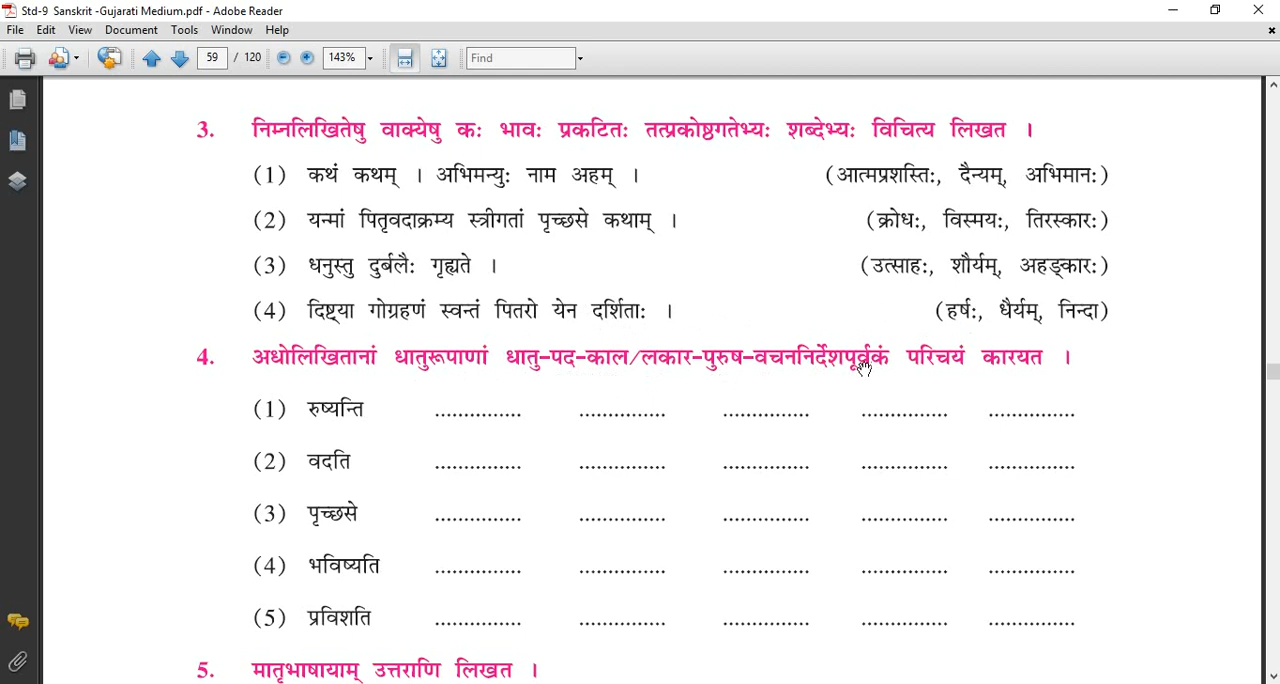 Std-9 Sanskrit -Gujarati Medium.pdf - Adobe Reader
File Edit View Document Tools Window Help
59 / 120 143% Find
3. निम्नलिखितेषु वाक्येषु कः भावः प्रकटितः तत्प्रकोष्ठगतेभ्यः शब्देभ्यः विचित्य लिखत ।
(1) कथं कथम् । अभिमन्युः नाम अहम् । (आत्मप्रशस्तिः, दैन्यम्, अभिमानः)
(2) यन्मां पितृवदाक्रम्य स्त्रीगतां पृच्छसे कथाम् । (क्रोधः, विस्मयः, तिरस्कारः)
(3) धनुस्तु दुर्बलैः गृह्यते । (उत्साहः, शौर्यम्, अहङ्कारः)
(4) दिष्ट्या गोग्रहणं स्वन्तं पितरो येन दर्शिताः । (हर्षः, धैर्यम्, निन्दा)
4. अधोलिखितानां धातुरूपाणां धातु-पद-काल/लकार-पुरुष-वचननिर्देशपूर्वकं परिचयं कारयत ।
(1) रुष्यन्ति ............... ............... ............... ............... ...............
(2) वदति ............... ............... ............... ............... ...............
(3) पृच्छसे ............... ............... ............... ............... ...............
(4) भविष्यति ............... ............... ............... ............... ...............
(5) प्रविशति ............... ............... ............... ............... ...............
5. मातृभाषायाम् उत्तराणि लिखत ।